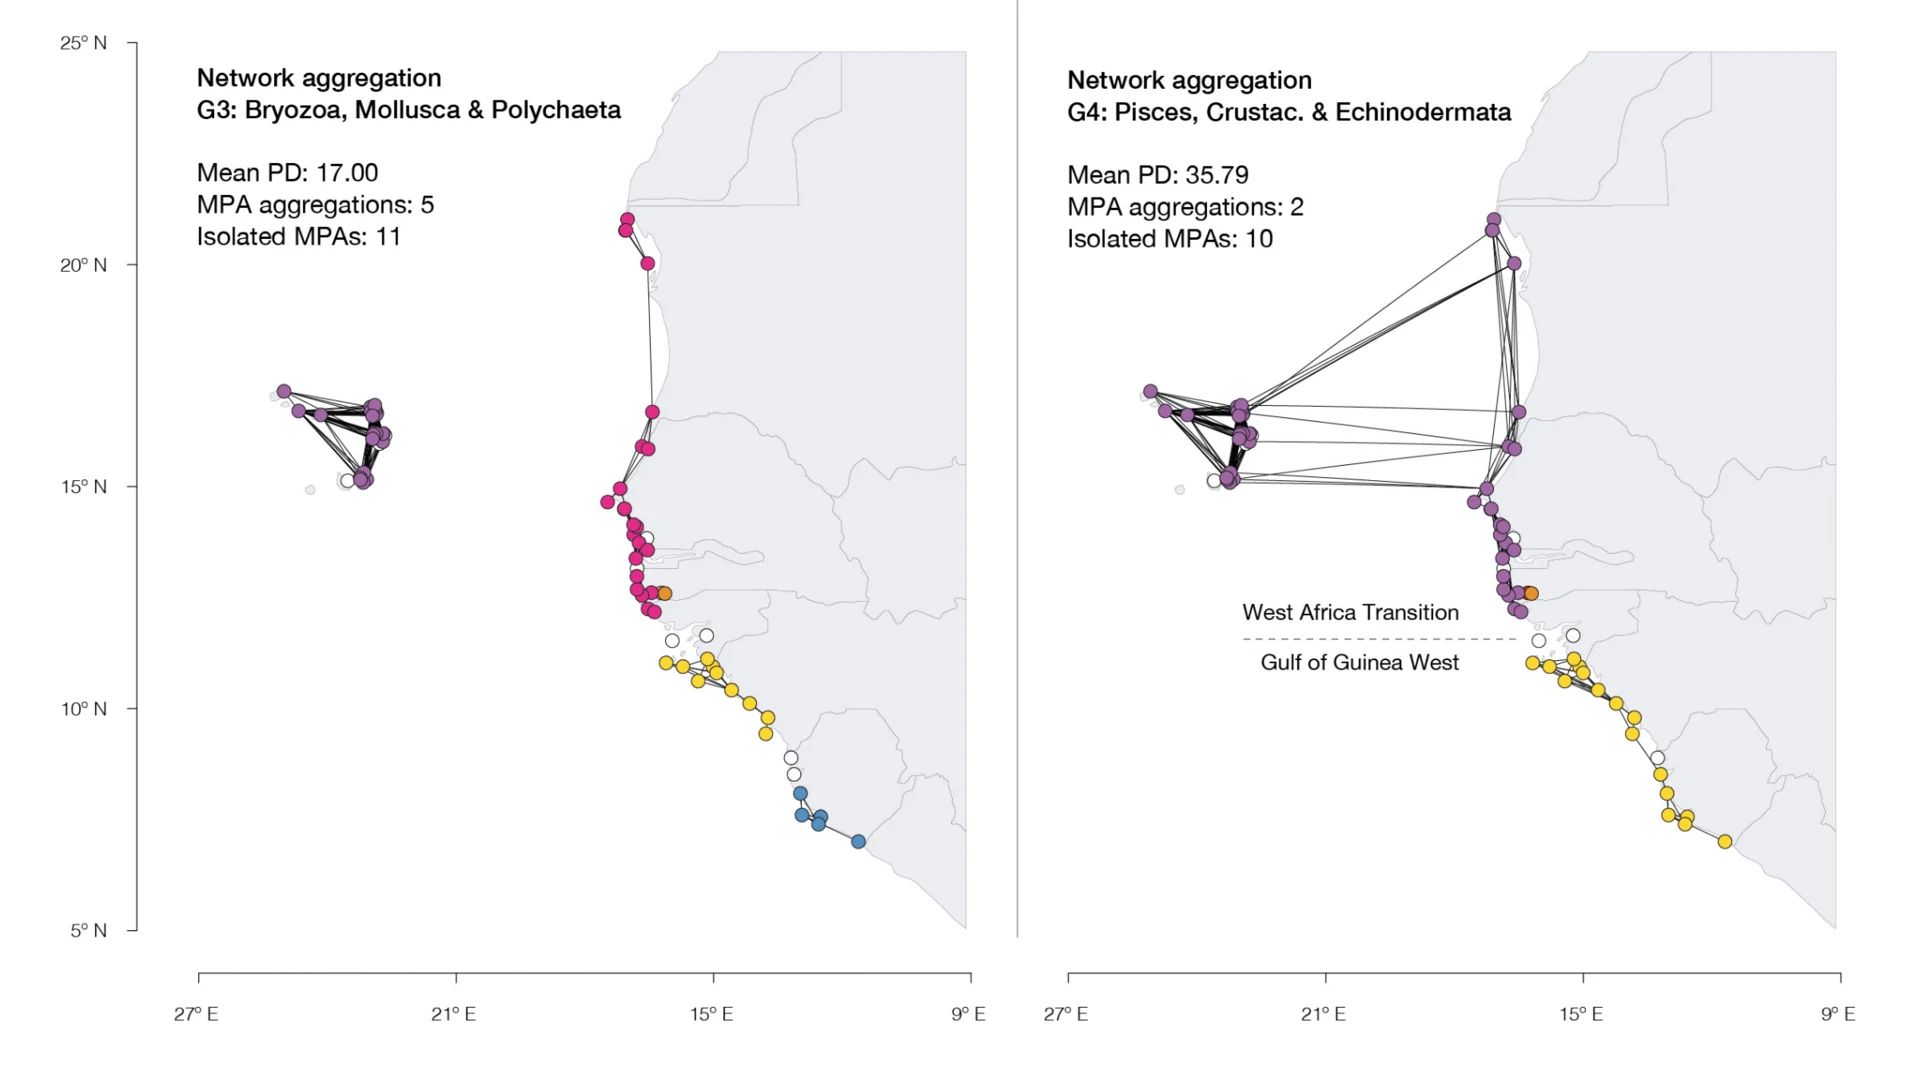 25° N
20° N
15° N
10° N
5° N
Network aggregation
G3: Bryozoa, Mollusca & Polychaeta
Mean PD: 17.00
MPA aggregations: 5
Isolated MPAs: 11
27° E
21° E
15° E
9° E
Network aggregation
G4: Pisces, Crustac. & Echinodermata
Mean PD: 35.79
MPA aggregations: 2
Isolated MPAs: 10
West Africa Transition
Gulf of Guinea West
27° E
21° E
15° E
9° E